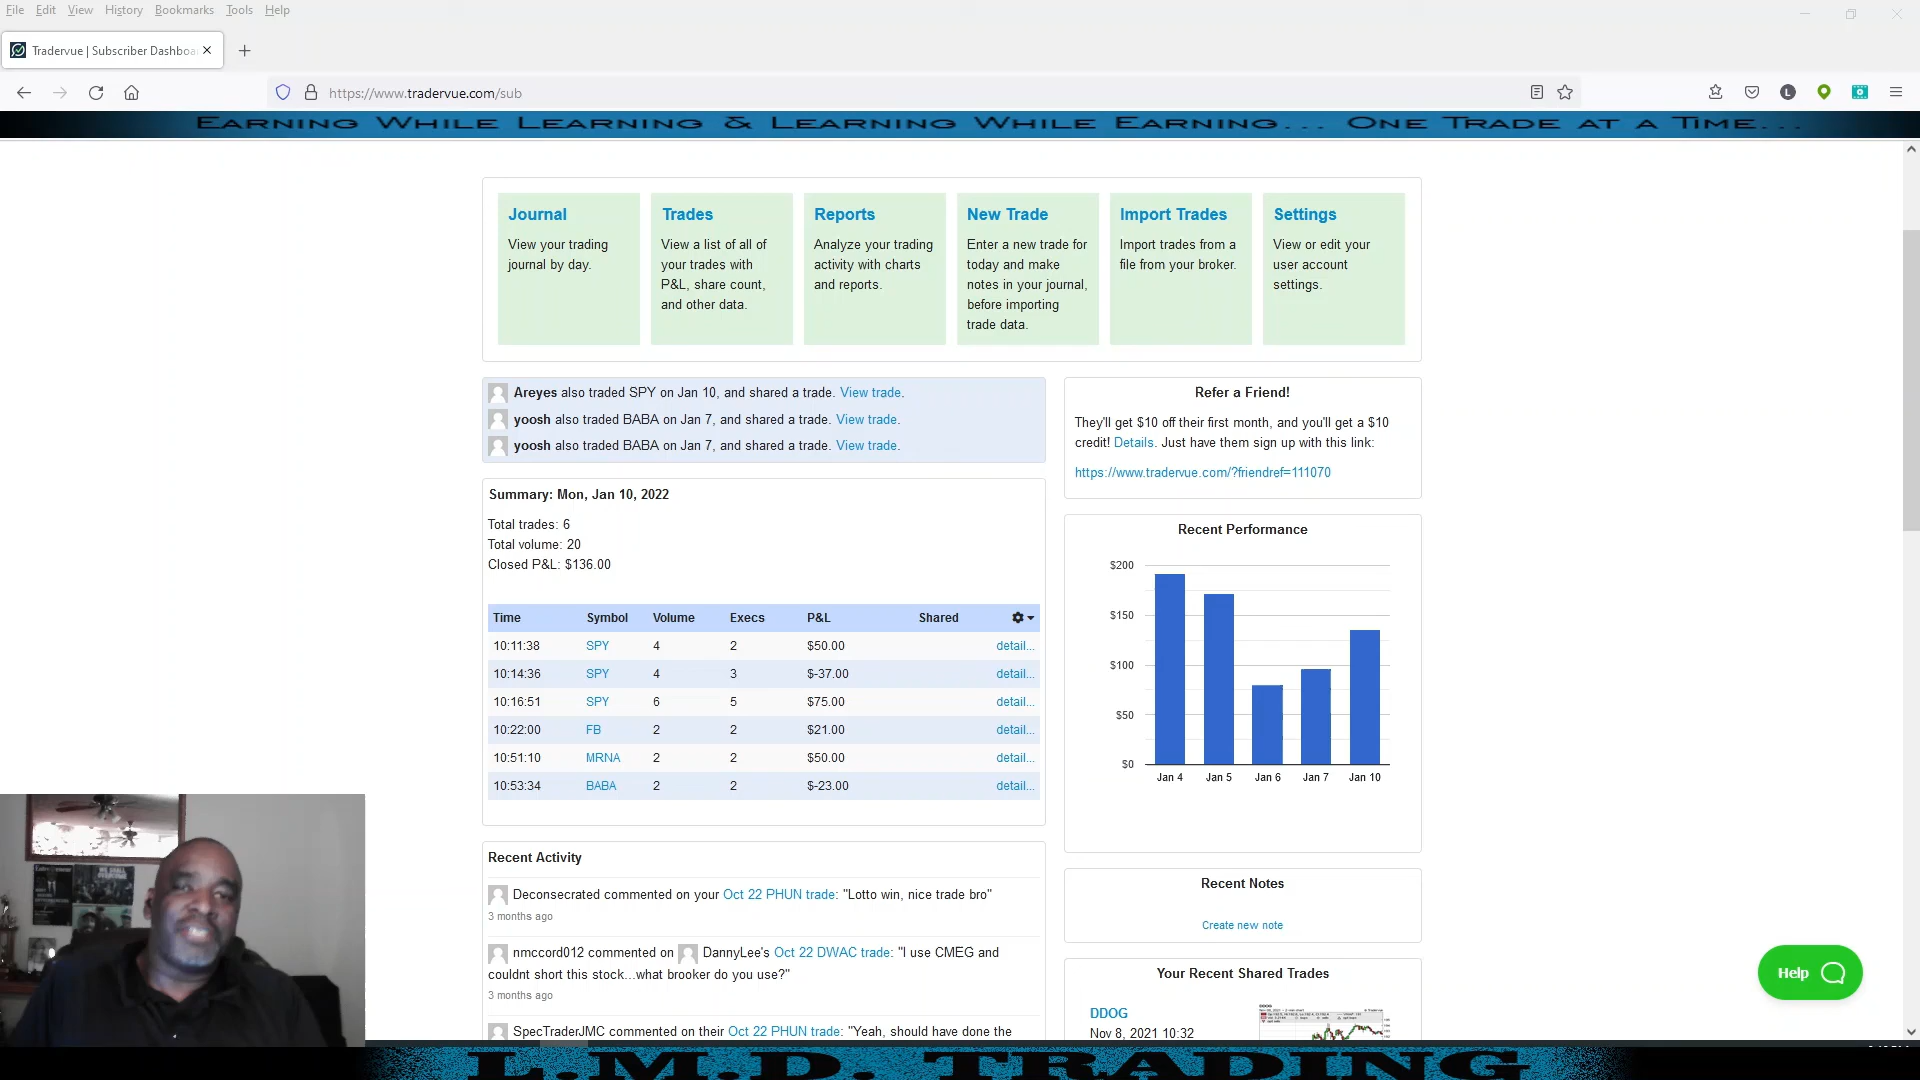 File Edit View History Bookmarks Tools Help
Tradervue | Subscriber Dashboa
https://www.tradervue.com/sub
Earning While Learning & Learning While Earning... One Trade at a Time...
Journal
View your trading
journal by day.
Trades
View a list of all of
your trades with
P&L, share count,
and other data.
Reports
Analyze your trading
activity with charts
and reports.
New Trade
Enter a new trade for
today and make
notes in your journal,
before importing
trade data.
Import Trades
Import trades from a
file from your broker.
Settings
View or edit your
user account
settings.
Areyes also traded SPY on Jan 10, and shared a trade. View trade.
yoosh also traded BABA on Jan 7, and shared a trade. View trade.
yoosh also traded BABA on Jan 7, and shared a trade. View trade.
Refer a Friend!
They'll get $10 off their first month, and you'll get a $10
credit! Details. Just have them sign up with this link:
https://www.tradervue.com/?friendref=111070
Summary: Mon, Jan 10, 2022
Total trades: 6
Total volume: 20
Closed P&L: $136.00
Time Symbol Volume Execs P&L Shared
10:11:38 SPY 4 2 $50.00 detail...
10:14:36 SPY 4 3 $-37.00 detail...
10:16:51 SPY 6 5 $75.00 detail...
10:22:00 FB 2 2 $21.00 detail...
10:51:10 MRNA 2 2 $50.00 detail...
10:53:34 BABA 2 2 $-23.00 detail...
Recent Performance
$200
$150
$100
$50
$0
Jan 4 Jan 5 Jan 6 Jan 7 Jan 10
Recent Activity
Deconsecrated commented on your Oct 22 PHUN trade: "Lotto win, nice trade bro"
3 months ago
nmccord012 commented on DannyLee's Oct 22 DWAC trade: "I use CMEG and
couldnt short this stock...what brooker do you use?"
3 months ago
SpecTraderJMC commented on their Oct 22 PHUN trade: "Yeah, should have done the
Recent Notes
Create new note
Your Recent Shared Trades
DDOG
Nov 8, 2021 10:32
Help
L.M.D. TRADING